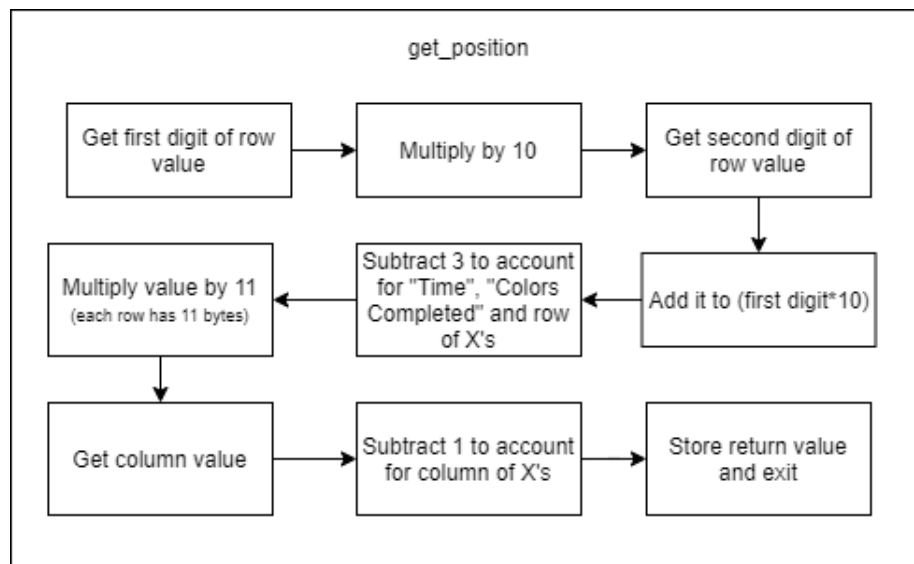 get_position
Get first digit of row
value
Multiply by 10
Get second digit of
row value
Add it to (first digit*10)
Subtract 3 to account
for "Time", "Colors
Completed" and row
of X's
Multiply value by 11
(each row has 11 bytes)
Get column value
Subtract 1 to account
for column of X's
Store return value
and exit